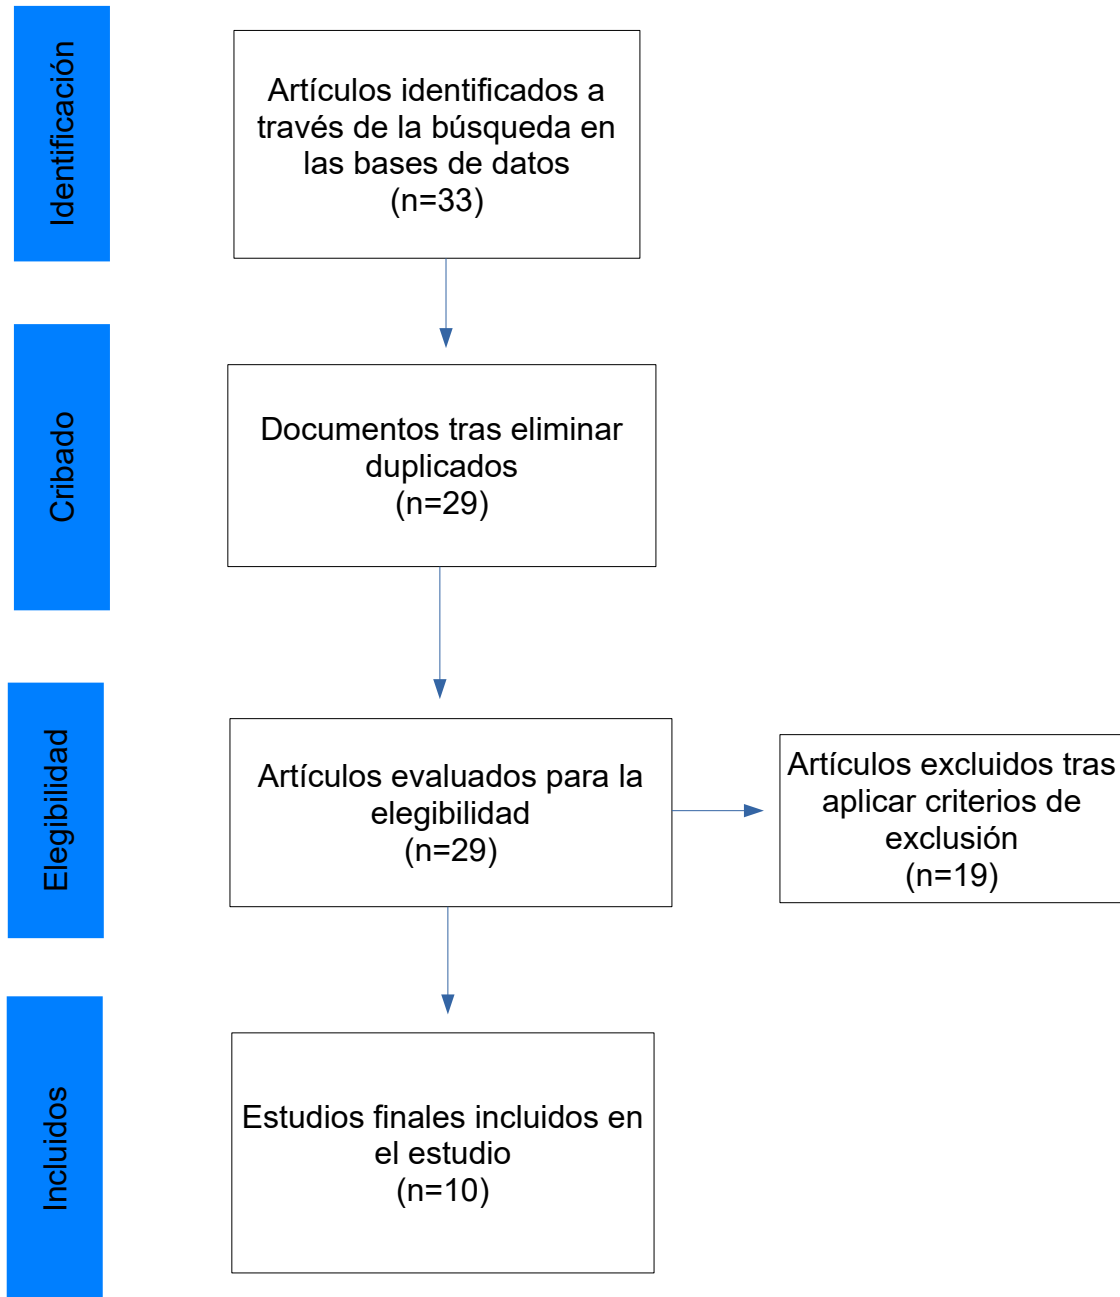 Identificación
Artículos identificados a
través de la búsqueda en
las bases de datos
(n=33)
Cribado
Documentos tras eliminar
duplicados
(n=29)
Elegibilidad
Artículos evaluados para la
elegibilidad
(n=29)
Artículos excluidos tras
aplicar criterios de
exclusión
(n=19)
Incluidos
Estudios finales incluidos en
el estudio
(n=10)